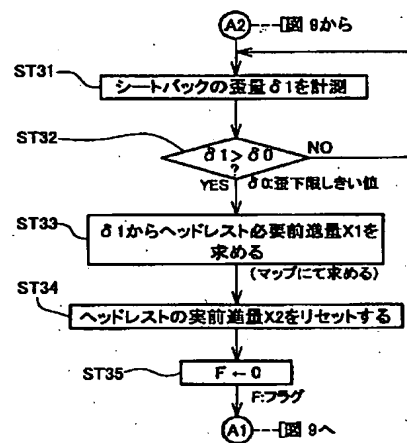 A2 図 9から
ST31
シートバックの歪量δ1を計測
ST32
δ1>δ0
?
NO
YES
δ0:歪下限しきい値
ST33
δ1からヘッドレスト必要前進量X1を
求める
(マップにて求める)
ST34
ヘッドレストの実前進量X2をリセットする
ST35
F ← 0
F:フラグ
A1 図 9へ